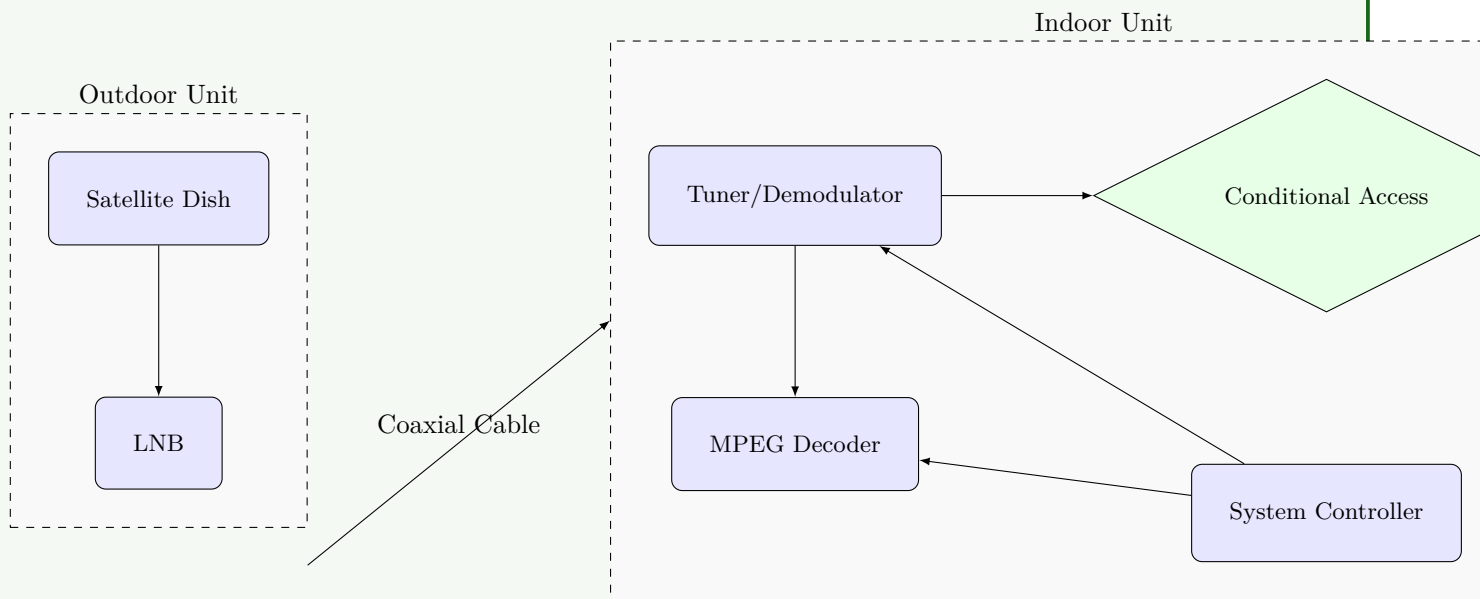 Indoor Unit
Outdoor Unit
Satellite Dish
Tuner/Demodulator
Conditional Access
Coaxial Cable
LNB
MPEG Decoder
System Controller